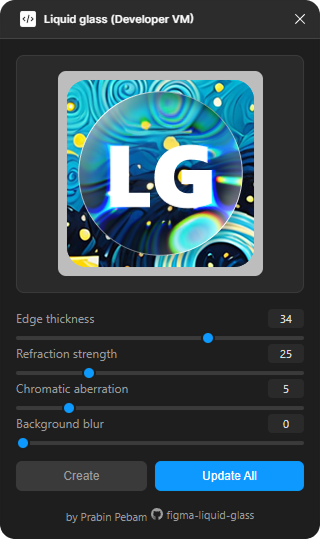 Liquid glass (Developer VM)
LG
Edge thickness 34
Refraction strength 25
Chromatic aberration 5
Background blur 0
Create Update All
by Prabin Pebam figma-liquid-glass